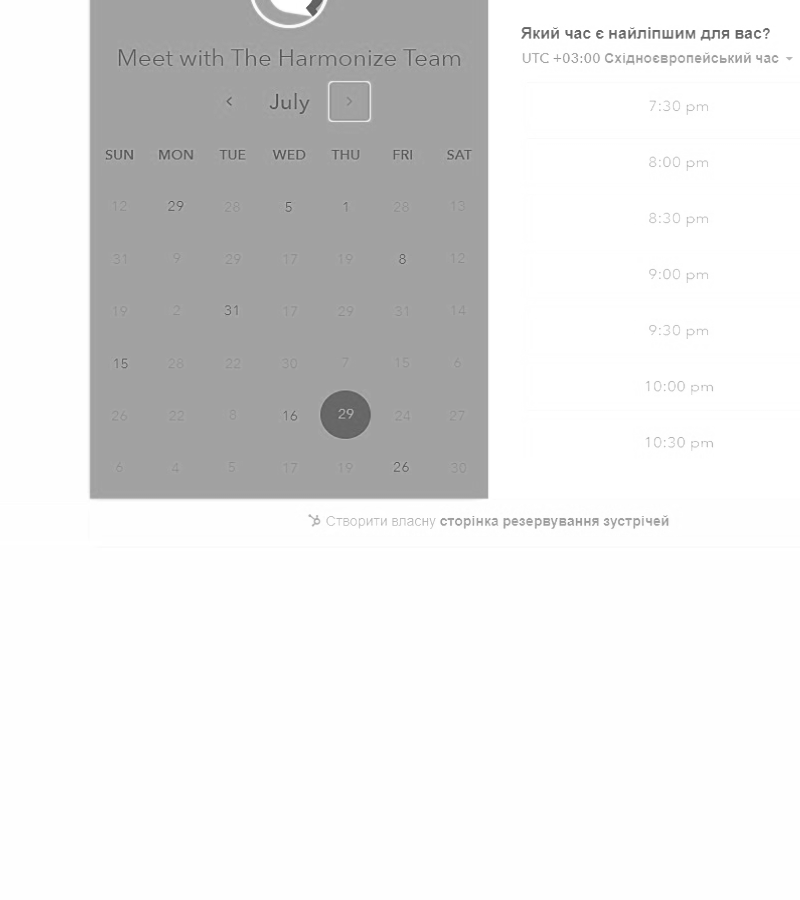 Meet with The Harmonize Team
July
SUN MON TUE WED THU FRI SAT
12 29 28 5 1 28 13
31 9 29 17 19 8 12
19 2 31 17 29 31 14
15 28 22 30 7 15 6
26 22 8 16 29 24 27
6 4 5 17 19 26 30
Який час є найліпшим для вас?
UTC +03:00 Східноєвропейський час
7:30 pm
8:00 pm
8:30 pm
9:00 pm
9:30 pm
10:00 pm
10:30 pm
Створити власну сторінка резервування зустрічей